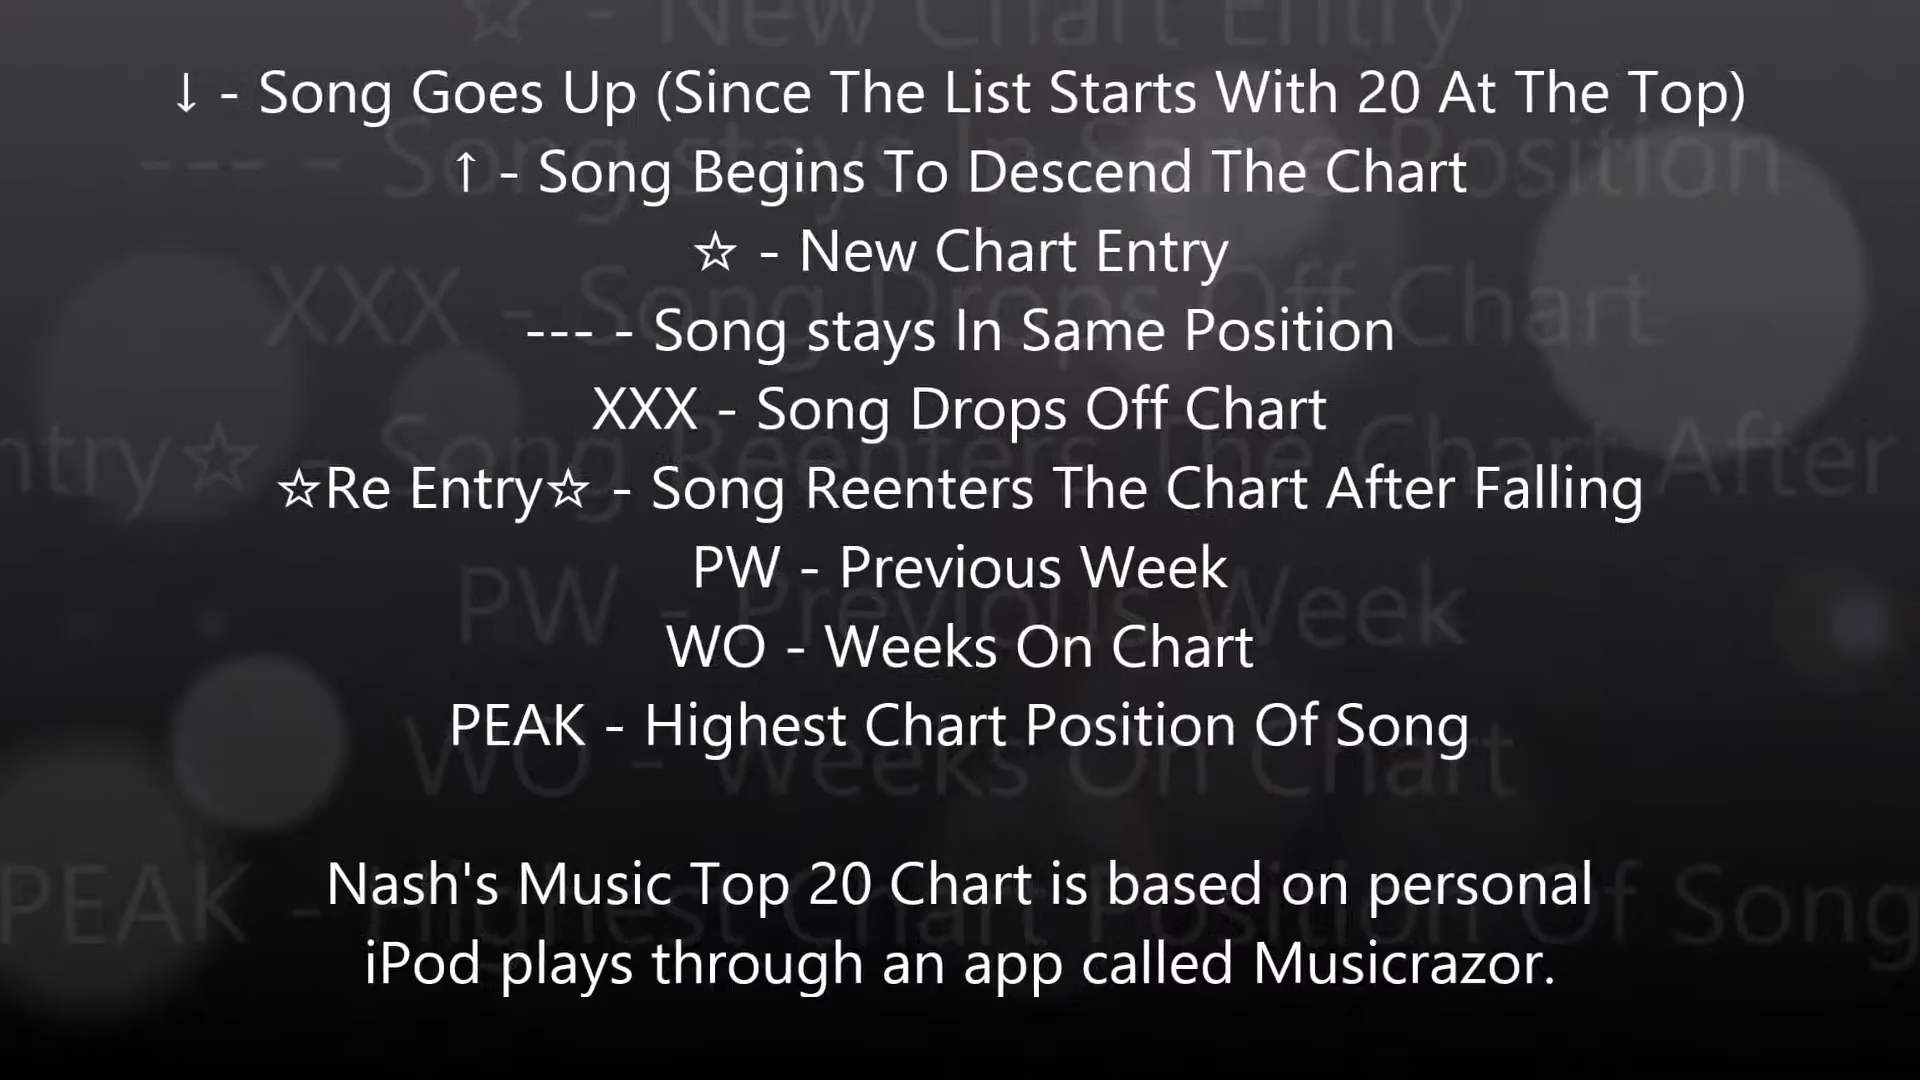 ↓ - Song Goes Up (Since The List Starts With 20 At The Top)
↑ - Song Begins To Descend The Chart
☆ - New Chart Entry
--- - Song stays In Same Position
XXX - Song Drops Off Chart
☆Re Entry☆ - Song Reenters The Chart After Falling
PW - Previous Week
WO - Weeks On Chart
PEAK - Highest Chart Position Of Song
Nash's Music Top 20 Chart is based on personal
iPod plays through an app called Musicrazor.